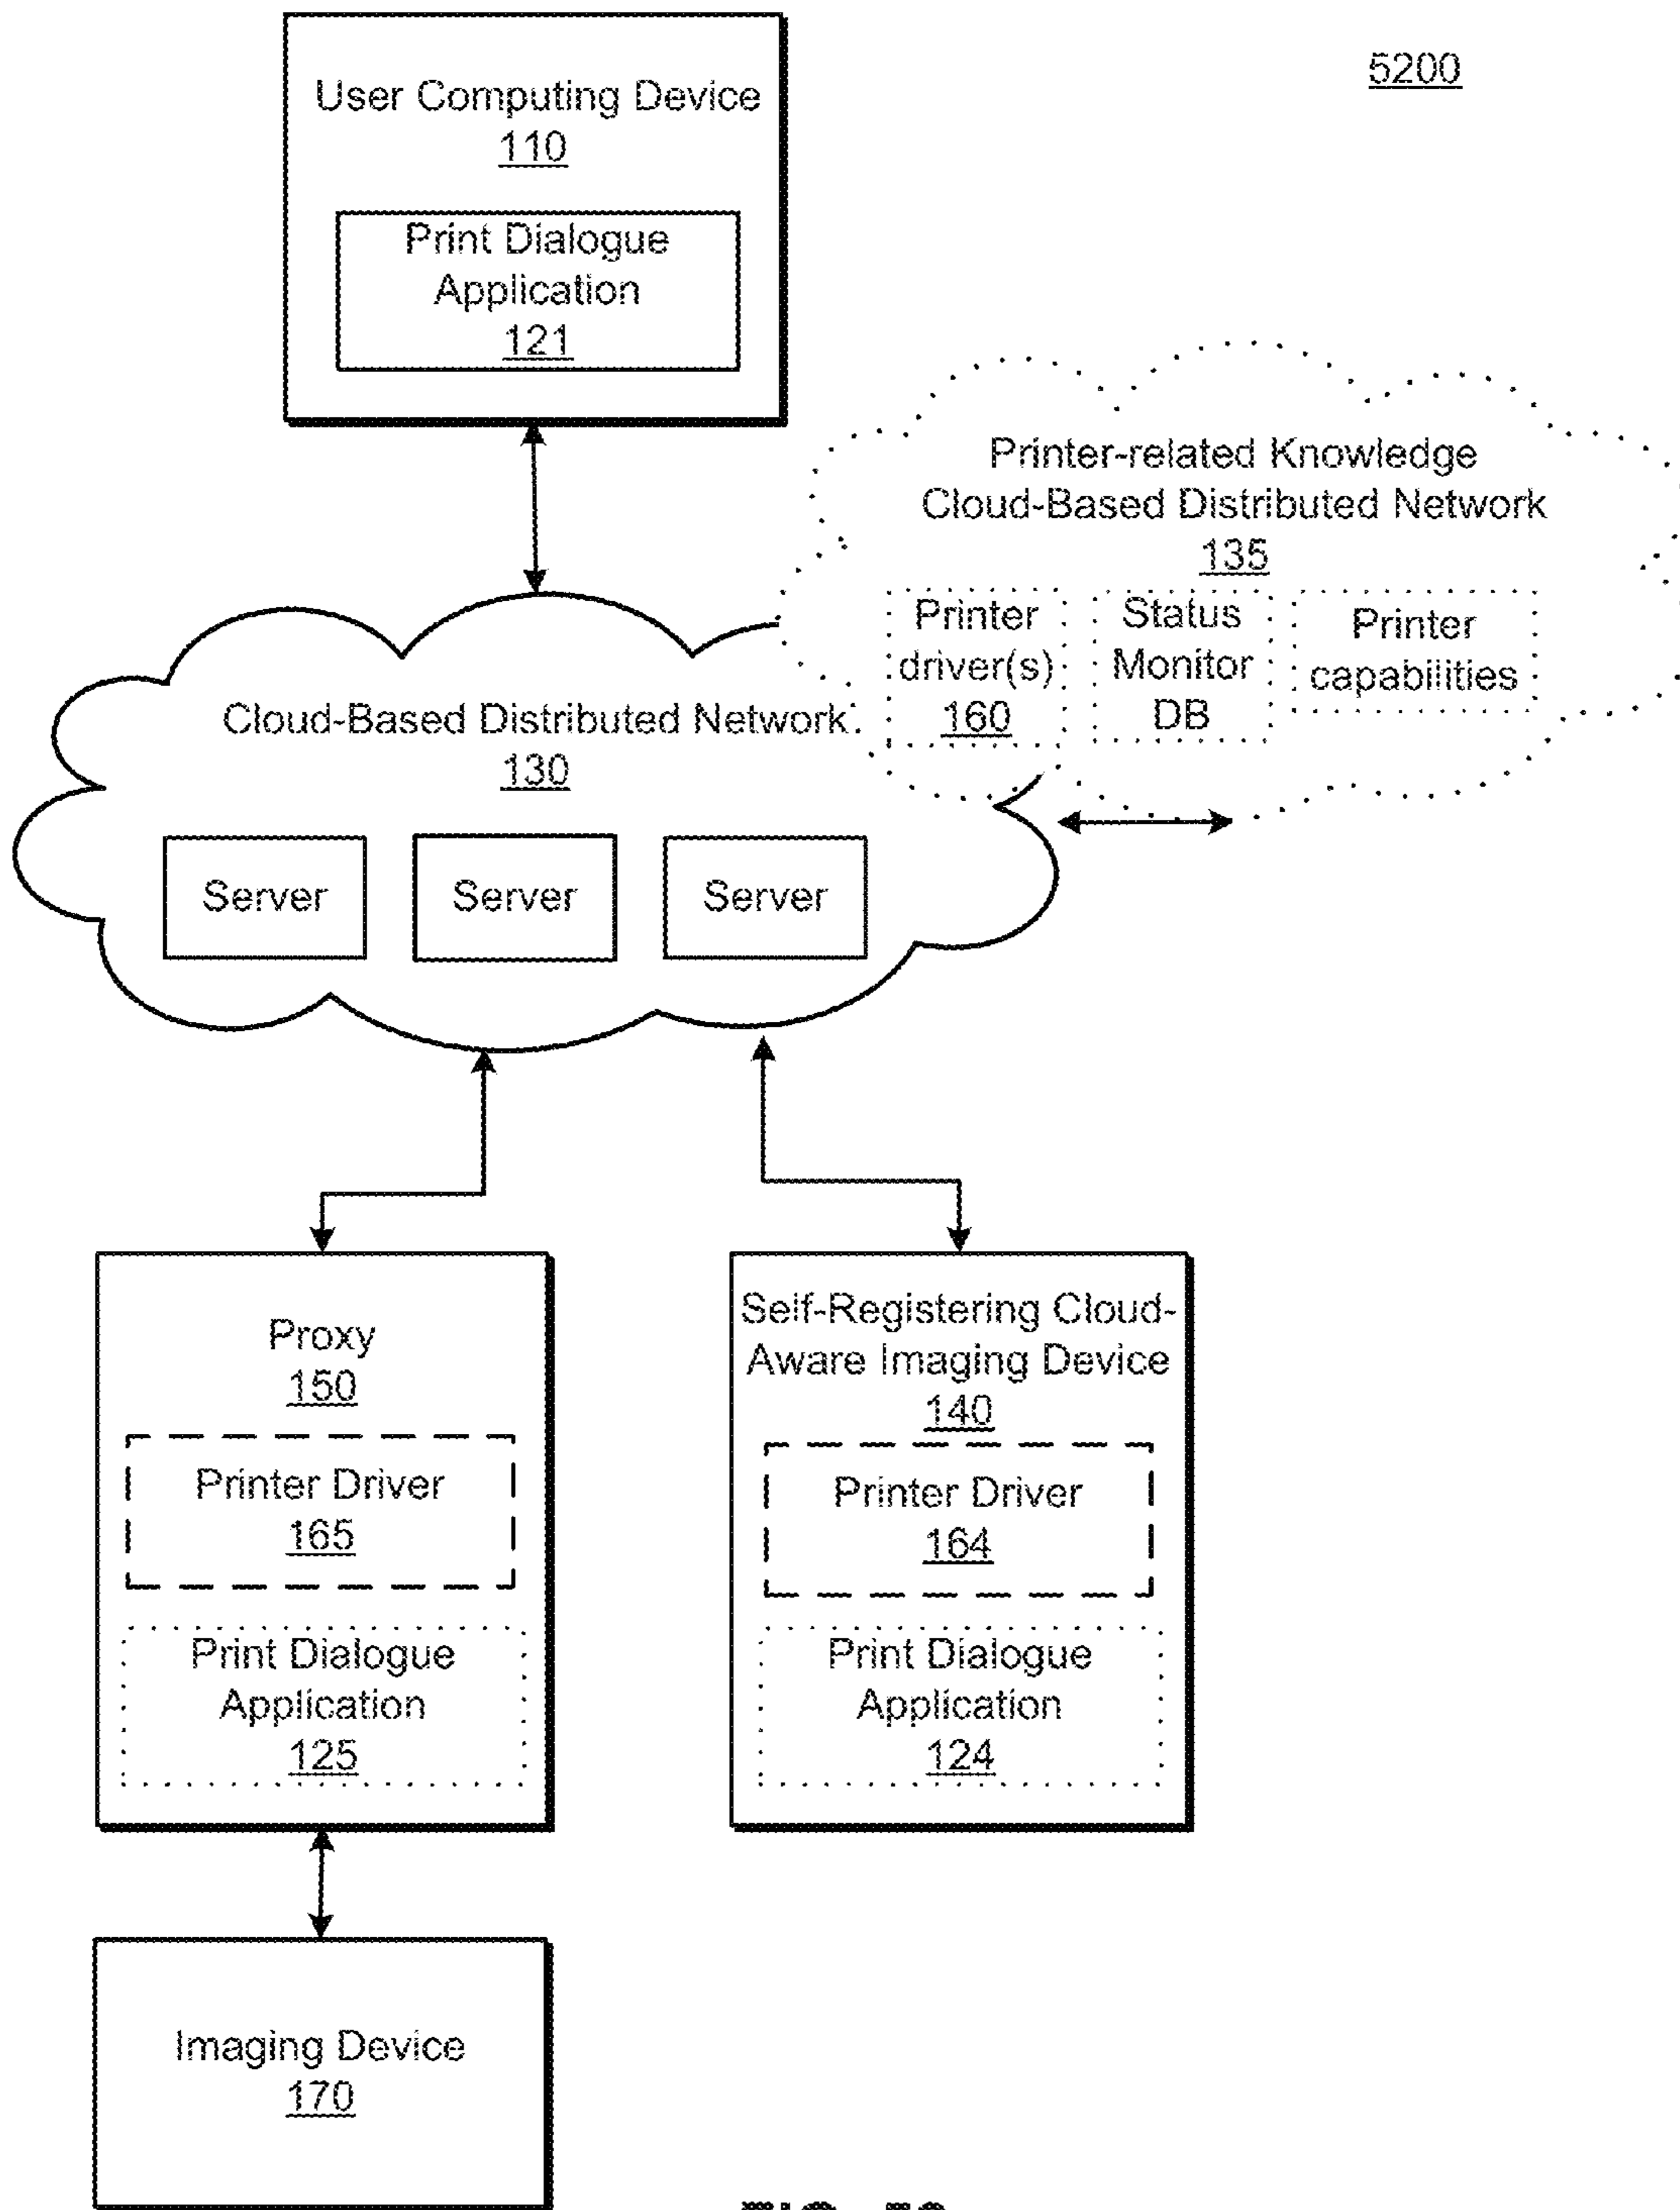 5200
User Computing Device
110
Print Dialogue
Application
121
Printer-related Knowledge
Cloud-Based Distributed Network
135
Printer
driver(s)
160
Status
Monitor
DB
Printer
capabilities
Cloud-Based Distributed Network
130
Server
Server
Server
Proxy
150
Printer Driver
165
Print Dialogue
Application
125
Self-Registering Cloud-
Aware Imaging Device
140
Printer Driver
164
Print Dialogue
Application
124
Imaging Device
170